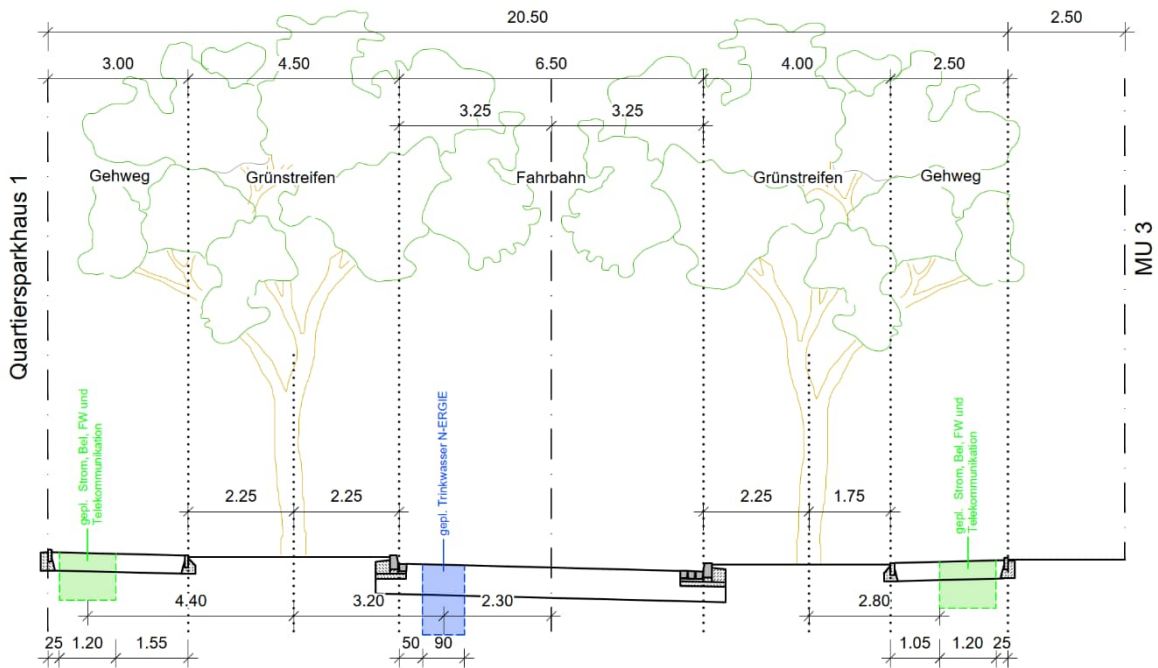 20.50
2.50
3.00
4.50
6.50
4.00
2.50
3.25
3.25
Gehweg
Grünstreifen
Fahrbahn
Grünstreifen
Gehweg
Quartiersparkhaus 1
MU 3
gepl. Strom, Bel, FW und
Telekommunikation
gepl. Trinkwasser N-ERGIE
gepl. Strom, Bel, FW und
Telekommunikation
2.25
2.25
2.25
1.75
4.40
3.20
2.30
2.80
25
1.20
1.55
50
90
1.05
1.20
25